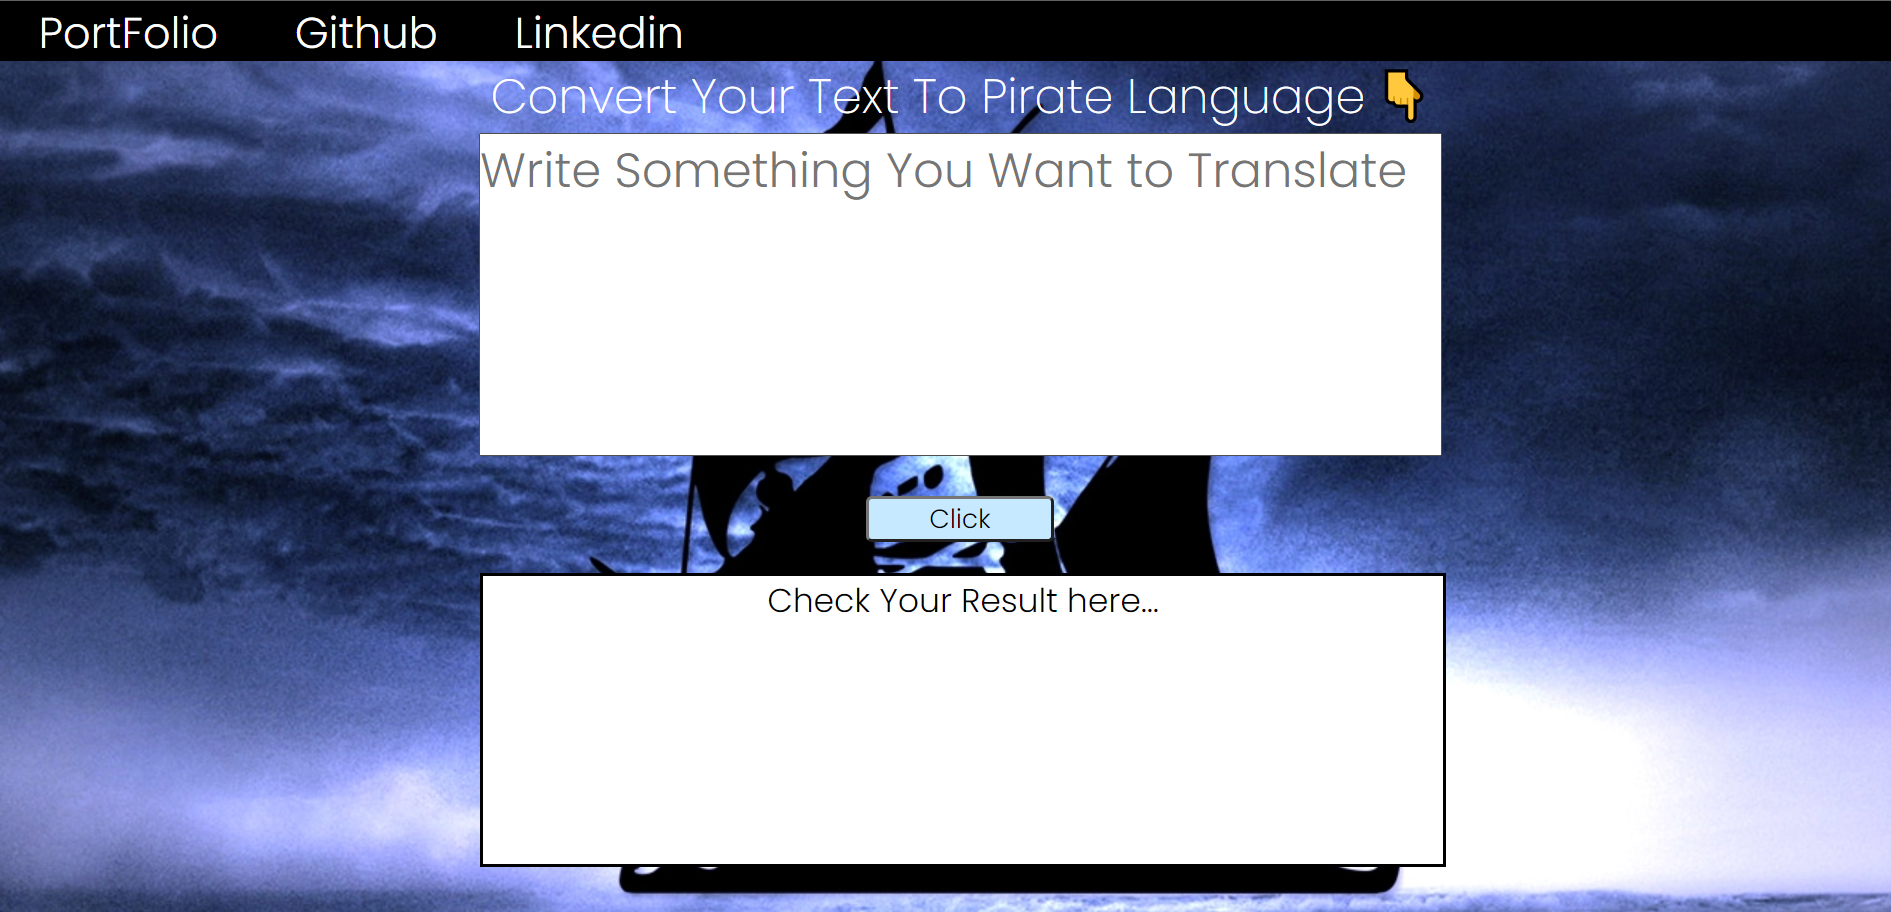 PortFolio Github Linkedin
Convert Your Text To Pirate Language 👇
Write Something You Want to Translate
Click
Check Your Result here...